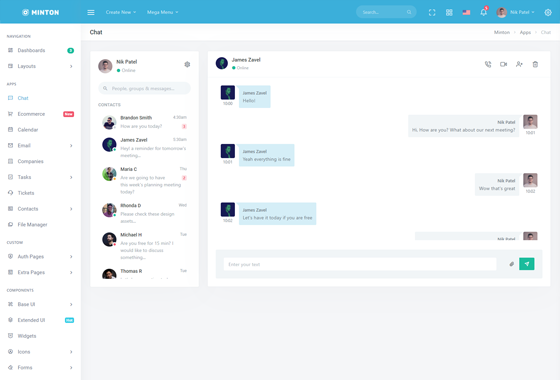 MINTON
Create New
Mega Menu
Search...
5
Nik Patel
NAVIGATION
Dashboards
Layouts
APPS
Chat
Ecommerce
New
Calendar
Email
Companies
Tasks
Tickets
Contacts
File Manager
CUSTOM
Auth Pages
Extra Pages
COMPONENTS
Base UI
Extended UI
Hot
Widgets
Icons
Forms
Chat
Minton
Apps
Chat
Nik Patel
Online
People, groups & messages...
CONTACTS
Brandon Smith
4:30am
How are you today?
3
James Zavel
5:30am
Hey! a reminder for tomorrow's
meeting...
Maria C
Thu
Are we going to have
this week's planning meeting
today?
2
Rhonda D
Wed
Please check these design
assets...
Michael H
Tue
Are you free for 15 min? I
would like to discuss
something...
Thomas R
Tue
James Zavel
Online
James Zavel
Hello!
10:00
Nik Patel
Hi, How are you? What about our next meeting?
10:01
James Zavel
Yeah everything is fine
10:01
Nik Patel
Wow that's great
10:02
James Zavel
Let's have it today if you are free
10:02
Nik Patel
Enter your text